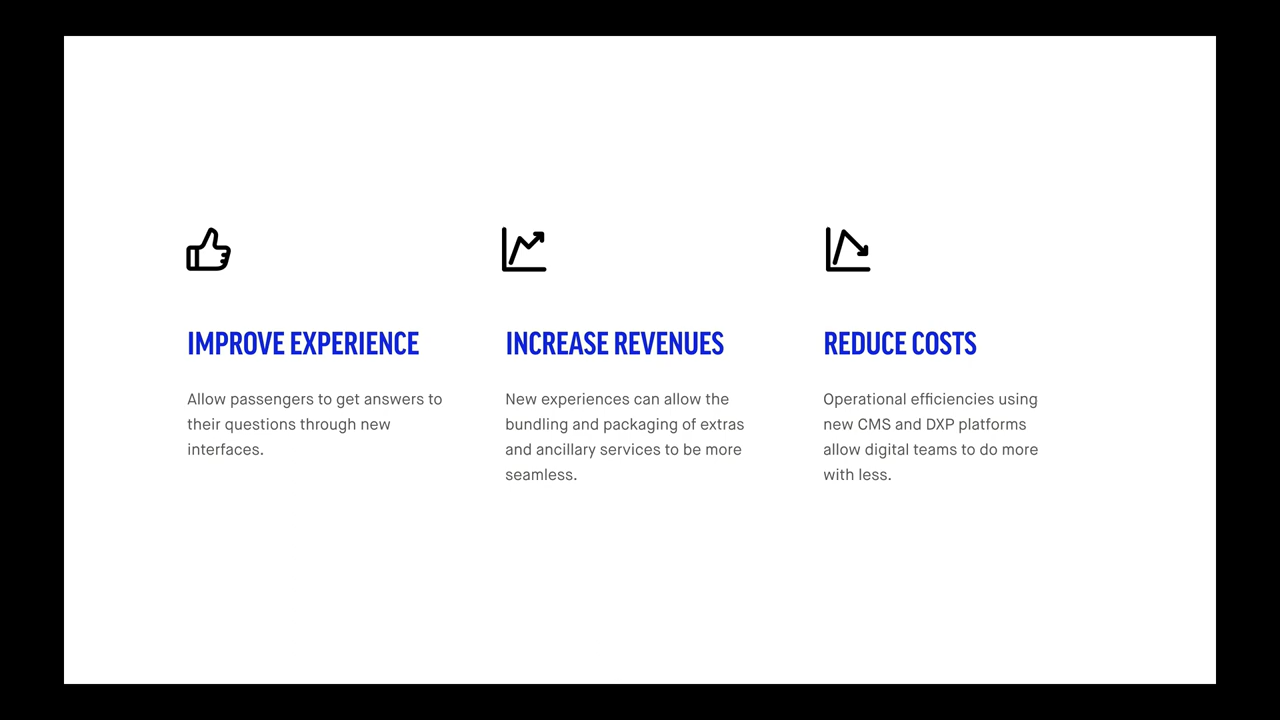 IMPROVE EXPERIENCE
Allow passengers to get answers to
their questions through new
interfaces.
INCREASE REVENUES
New experiences can allow the
bundling and packaging of extras
and ancillary services to be more
seamless.
REDUCE COSTS
Operational efficiencies using
new CMS and DXP platforms
allow digital teams to do more
with less.